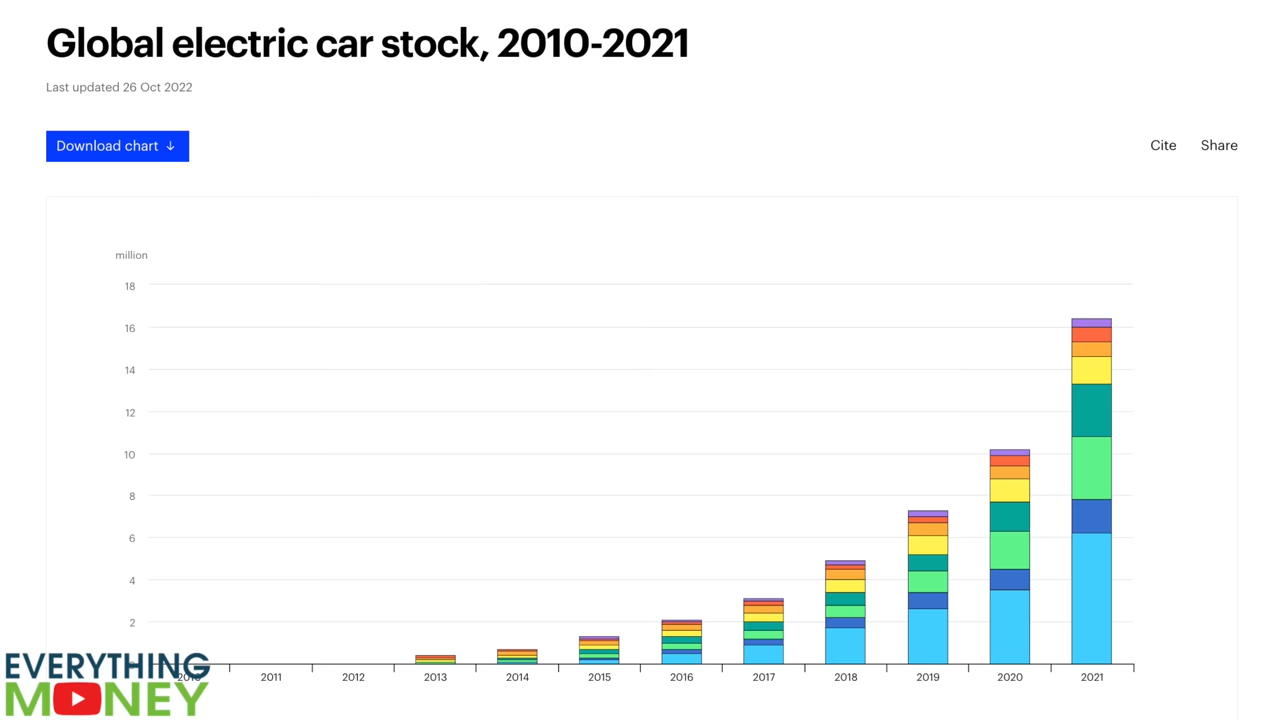 Global electric car stock, 2010-2021
Last updated 26 Oct 2022
Download chart ↓
Cite Share
million
18
16
14
12
10
8
6
4
2
2011 2012 2013 2014 2015 2016 2017 2018 2019 2020 2021
EVERYTHING
MONEY